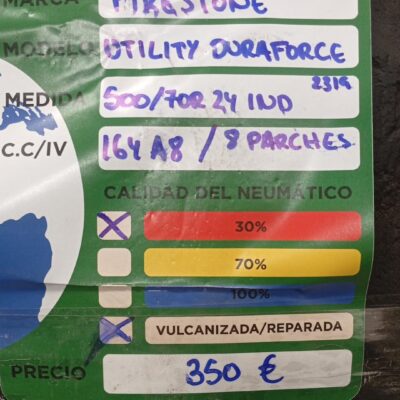 MARCA FIRESTONE
MODELO UTILITY DURAFORCE
2319
MEDIDA 500/70R 24 IND
C.C/IV 164 A8 / 8 PARCHES
CALIDAD DEL NEUMÁTICO
30%
70%
100%
VULCANIZADA/REPARADA
PRECIO 350 €